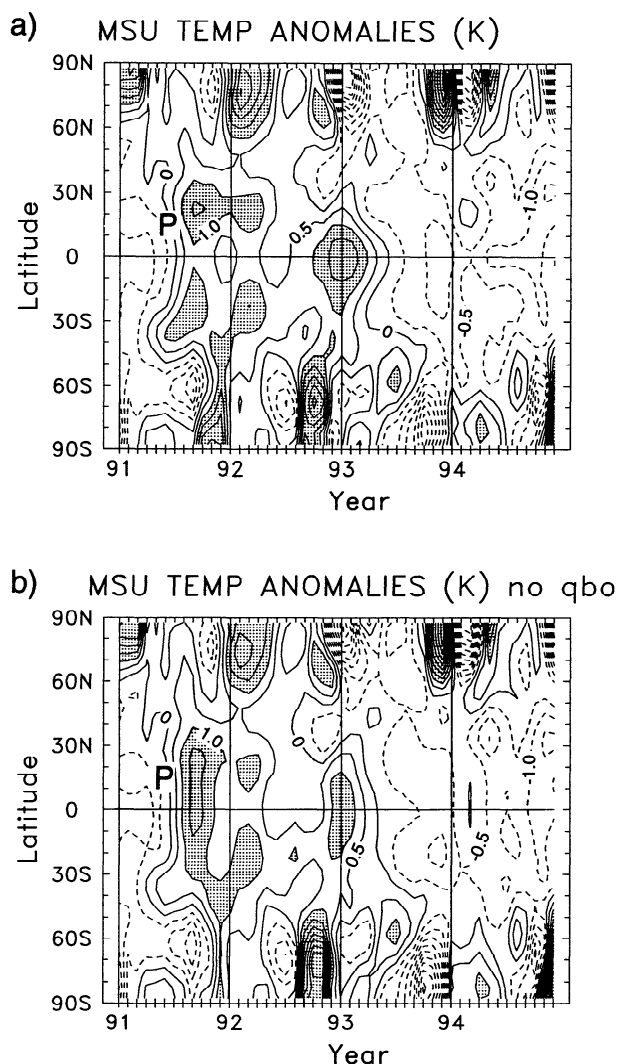 a) MSU TEMP ANOMALIES (K)
90N
60N
30N
0
30S
60S
90S
Latitude
0
P
1.0
0.5
0
-1.0
-0.5
91 92 93 94
Year
b) MSU TEMP ANOMALIES (K) no qbo
90N
60N
30N
0
30S
60S
90S
Latitude
0
P
1.0
0
0.5
-1.0
-0.5
91 92 93 94
Year